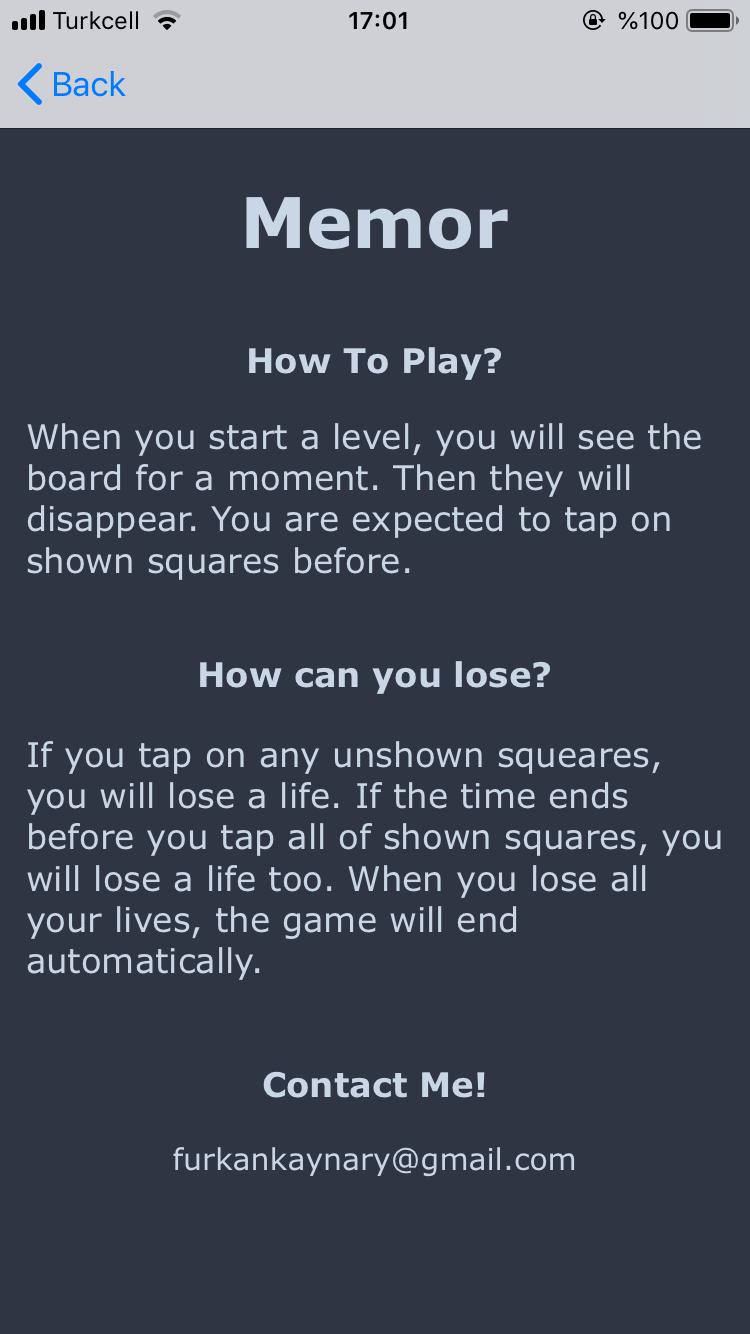 Turkcell 17:01 %100
Back
Memor
How To Play?
When you start a level, you will see the
board for a moment. Then they will
disappear. You are expected to tap on
shown squares before.
How can you lose?
If you tap on any unshown squeares,
you will lose a life. If the time ends
before you tap all of shown squares, you
will lose a life too. When you lose all
your lives, the game will end
automatically.
Contact Me!
furkankaynary@gmail.com